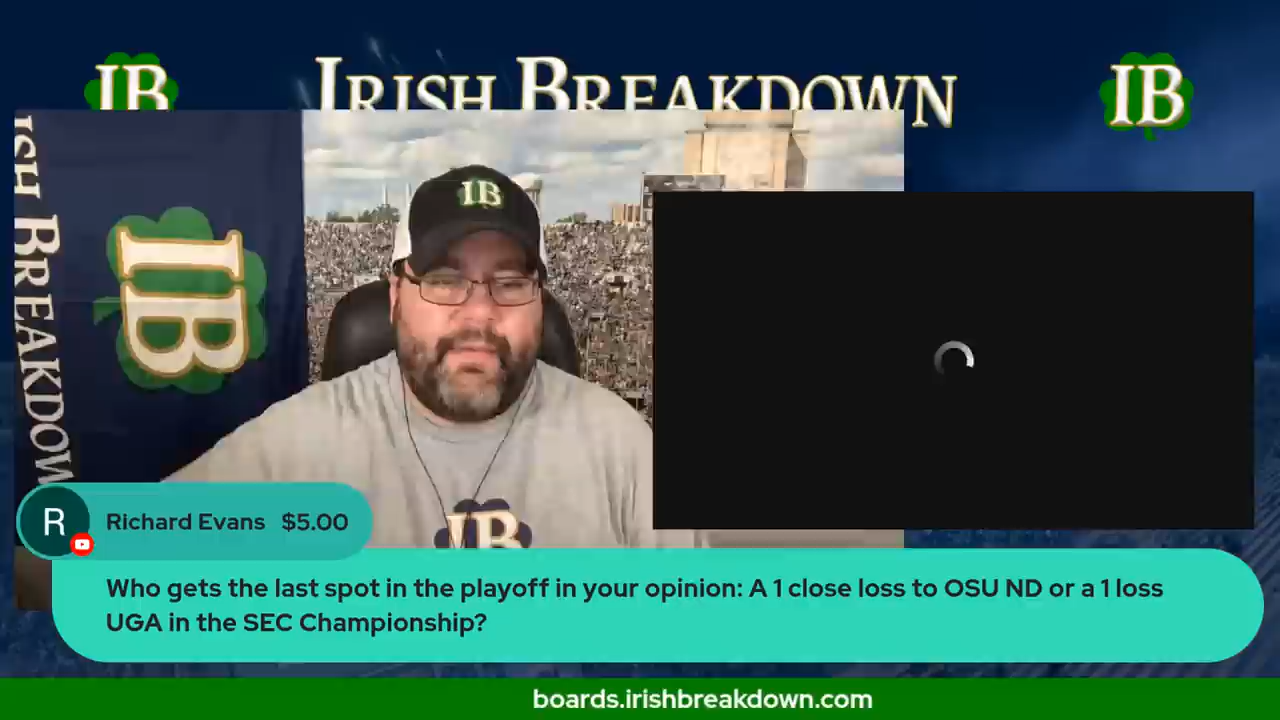 IB
IRISH BREAKDOWN
IB
ISH BREAKDOW
IB
IB
IB
R
Richard Evans $5.00
Who gets the last spot in the playoff in your opinion: A 1 close loss to OSU ND or a 1 loss
UGA in the SEC Championship?
boards.irishbreakdown.com